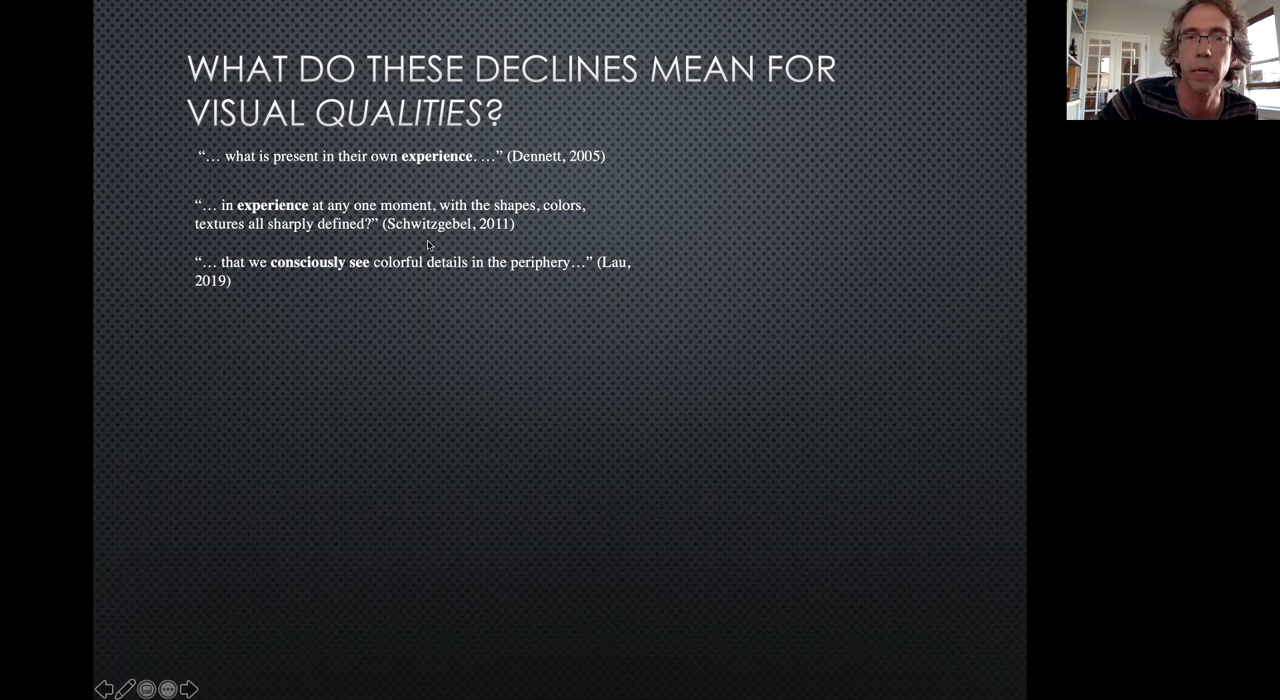 WHAT DO THESE DECLINES MEAN FOR
VISUAL QUALITIES?
“… what is present in their own experience. …” (Dennett, 2005)
“… in experience at any one moment, with the shapes, colors,
textures all sharply defined?” (Schwitzgebel, 2011)
“… that we consciously see colorful details in the periphery…” (Lau,
2019)